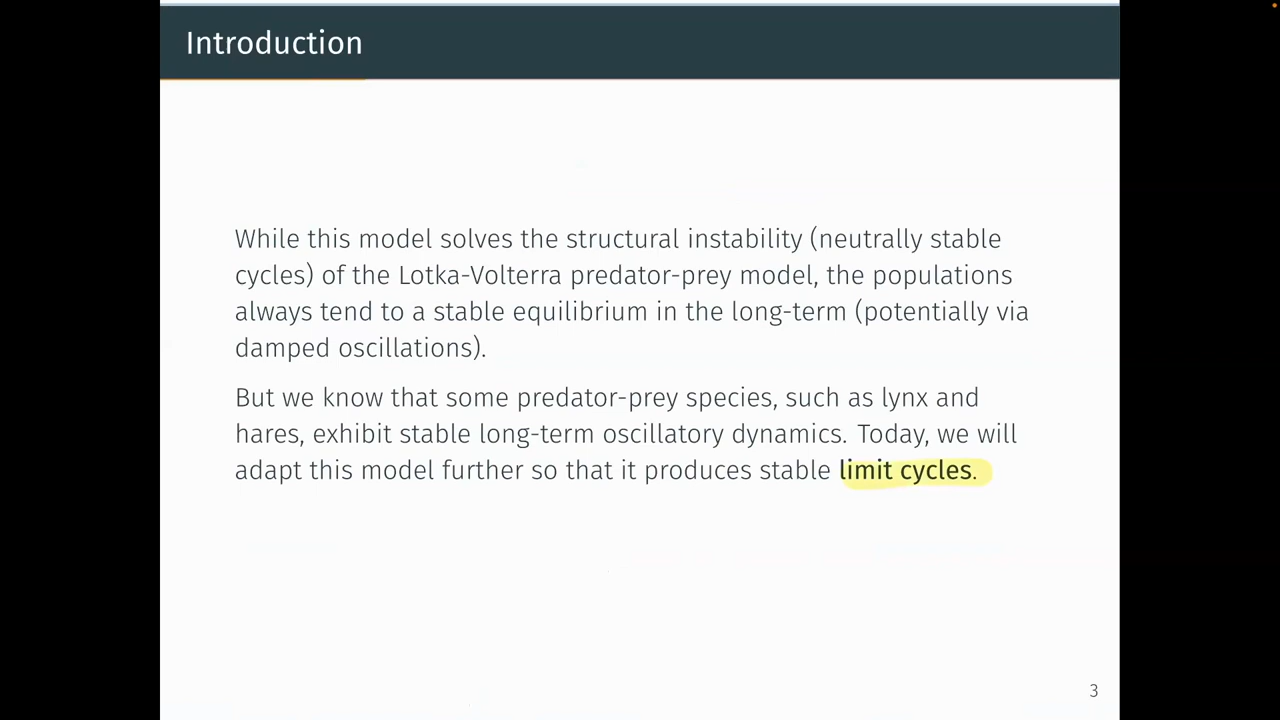 Introduction
While this model solves the structural instability (neutrally stable
cycles) of the Lotka-Volterra predator-prey model, the populations
always tend to a stable equilibrium in the long-term (potentially via
damped oscillations).
But we know that some predator-prey species, such as lynx and
hares, exhibit stable long-term oscillatory dynamics. Today, we will
adapt this model further so that it produces stable limit cycles.
3